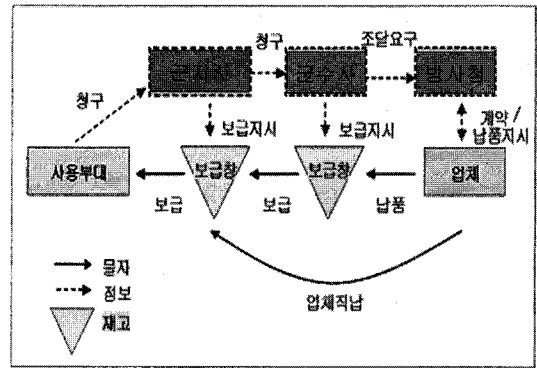 청구
조달요구
군지사
군수사
방사청
청구
보급지시
보급지시
계약 /
납품지시
사용부대
보급창
보급창
업체
보급
보급
납품
업체직납
물자
정보
재고